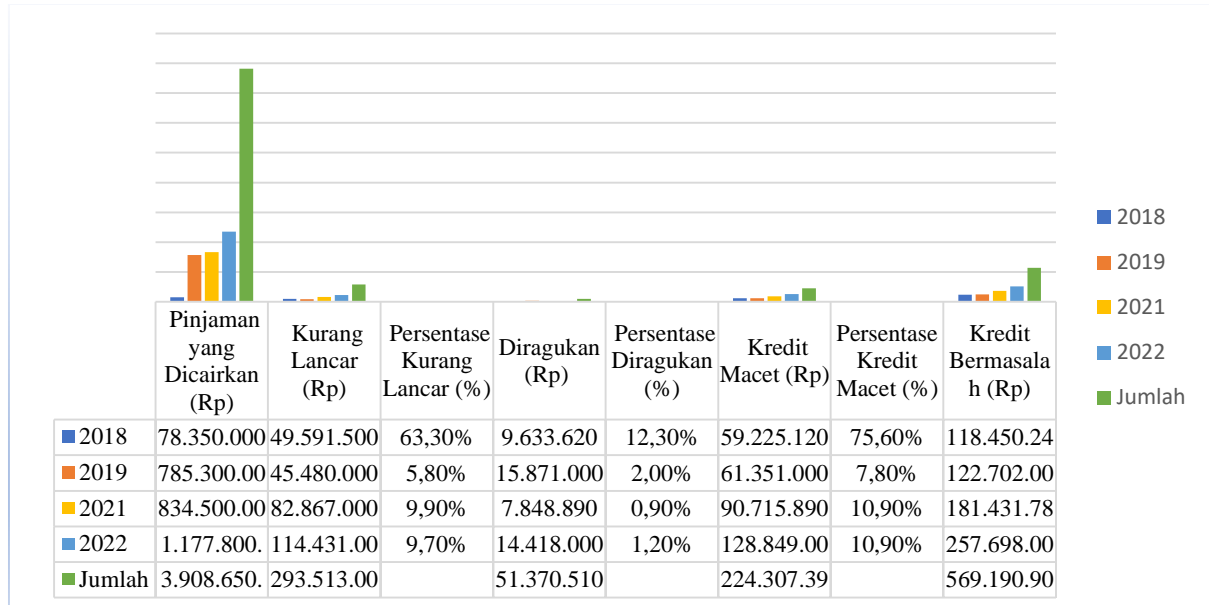 Pinjaman
yang
Dicairkan
(Rp)
Kurang
Lancar
(Rp)
Persentase
Kurang
Lancar (%)
Diragukan
(Rp)
Persentase
Diragukan
(%)
Kredit
Macet (Rp)
Persentase
Kredit
Macet (%)
Kredit
Bermasala
h (Rp)
2018 78.350.000 49.591.500 63,30% 9.633.620 12,30% 59.225.120 75,60% 118.450.24
2019 785.300.00 45.480.000 5,80% 15.871.000 2,00% 61.351.000 7,80% 122.702.00
2021 834.500.00 82.867.000 9,90% 7.848.890 0,90% 90.715.890 10,90% 181.431.78
2022 1.177.800. 114.431.00 9,70% 14.418.000 1,20% 128.849.00 10,90% 257.698.00
Jumlah 3.908.650. 293.513.00 51.370.510 224.307.39 569.190.90
2018
2019
2021
2022
Jumlah